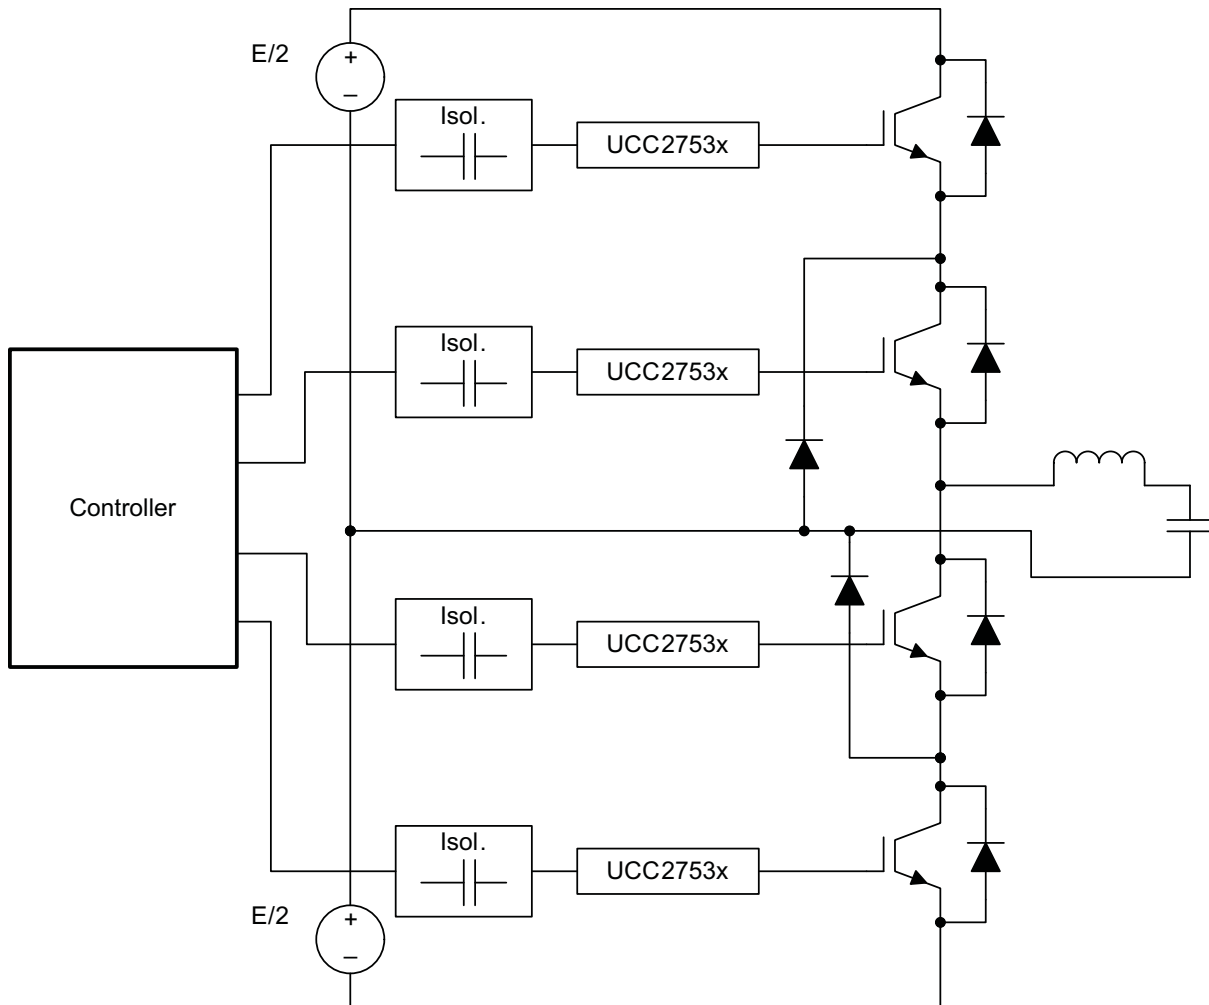 E/2
+
–
Isol.
UCC2753x
Isol.
UCC2753x
Controller
Isol.
UCC2753x
Isol.
UCC2753x
E/2
+
–